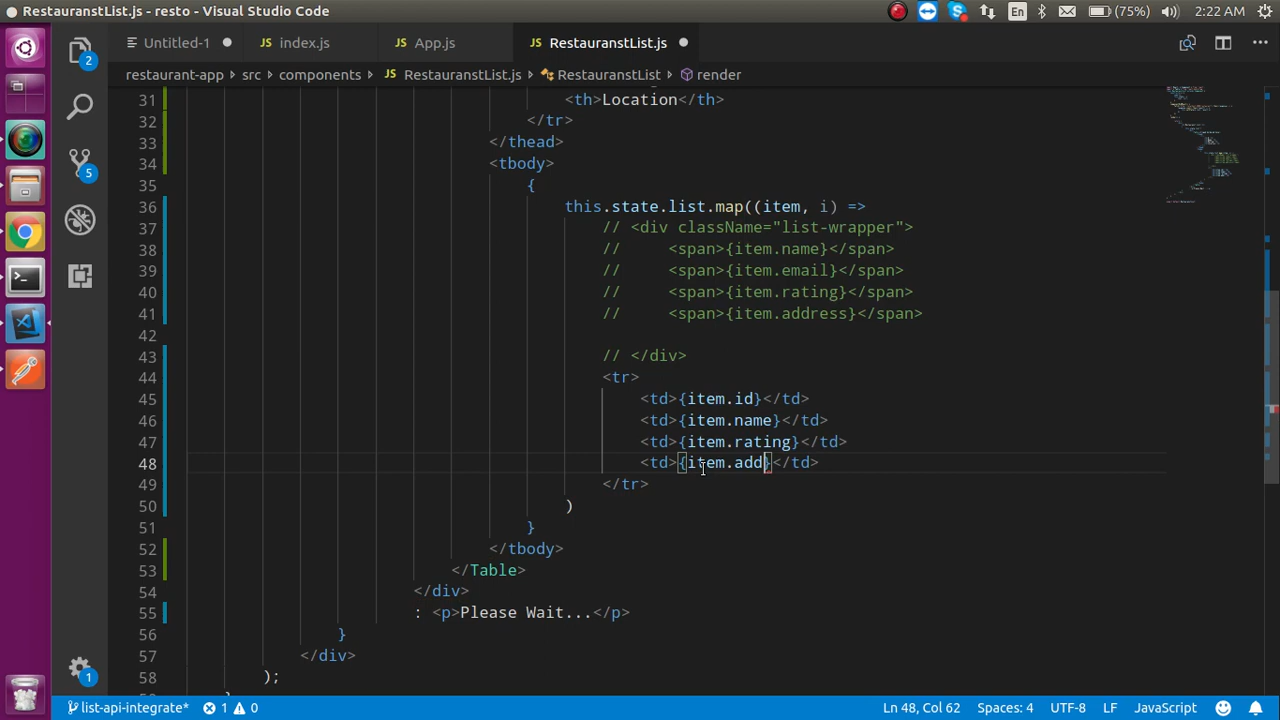 RestauranstList.js - resto - Visual Studio Code
En
(75%)
2:22 AM
Untitled-1
index.js
App.js
RestauranstList.js
restaurant-app › src › components › RestauranstList.js › RestauranstList › render
31 <th>Location</th>
32 </tr>
33 </thead>
34 <tbody>
35 {
36 this.state.list.map((item, i) =>
37 // <div className="list-wrapper">
38 //     <span>{item.name}</span>
39 //     <span>{item.email}</span>
40 //     <span>{item.rating}</span>
41 //     <span>{item.address}</span>
42
43 // </div>
44 <tr>
45 <td>{item.id}</td>
46 <td>{item.name}</td>
47 <td>{item.rating}</td>
48 <td>{item.add}</td>
49 </tr>
50 )
51 }
52 </tbody>
53 </Table>
54 </div>
55 : <p>Please Wait...</p>
56 }
57 </div>
58 );
2
5
1
list-api-integrate* 1 0
Ln 48, Col 62 Spaces: 4 UTF-8 LF JavaScript